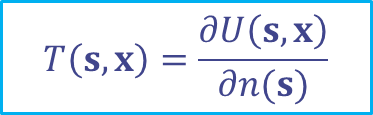 T(𝐬,𝐱) = ∂U(𝐬,𝐱) / ∂n(𝐬)